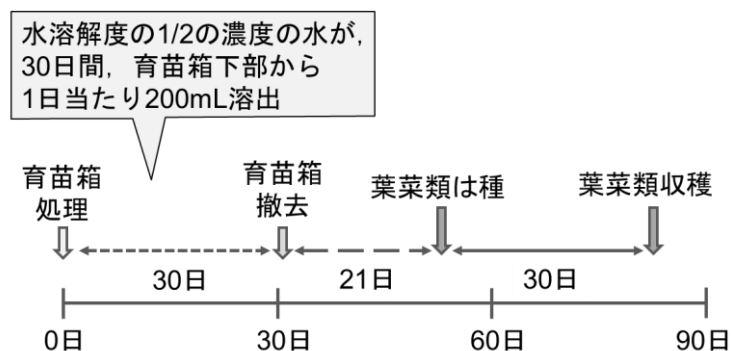 水溶解度の1/2の濃度の水が,
30日間，育苗箱下部から
1日当たり200mL溶出
育苗箱
処理
育苗箱
撤去
葉菜類は種
葉菜類収穫
30日
21日
30日
0日
30日
60日
90日